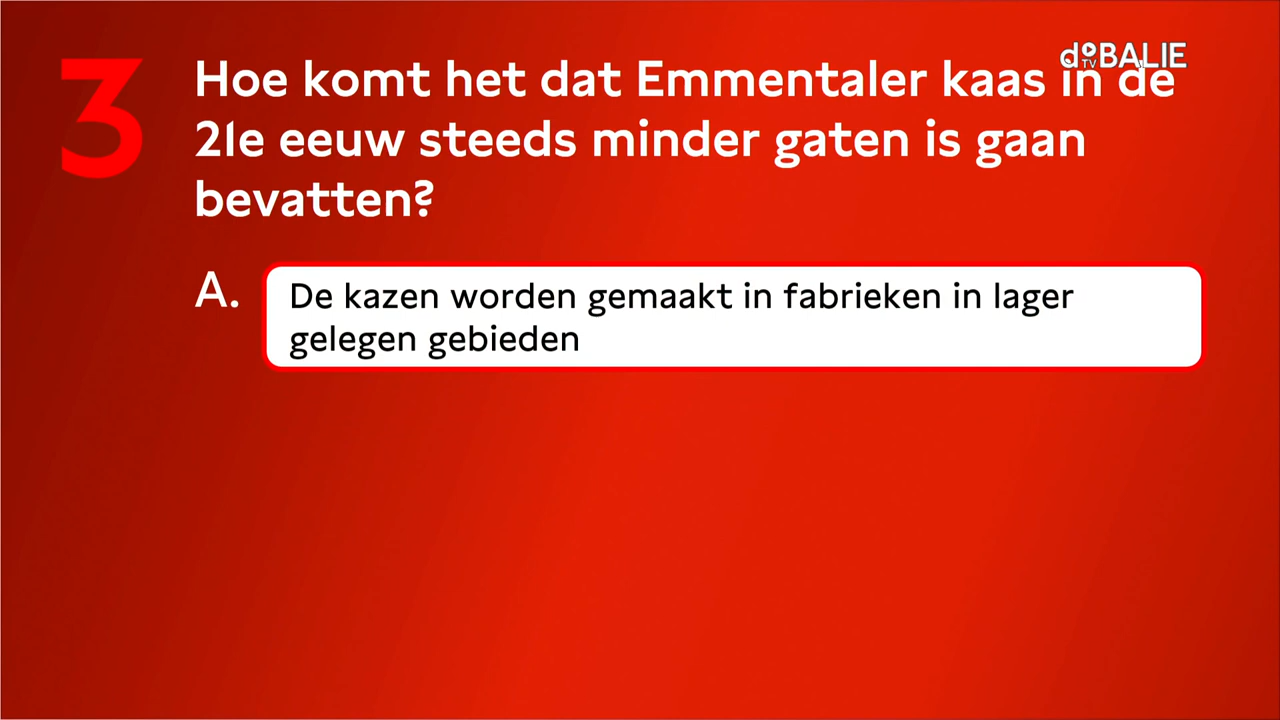 3
Hoe komt het dat Emmentaler kaas in de
21e eeuw steeds minder gaten is gaan
bevatten?
A.
De kazen worden gemaakt in fabrieken in lager
gelegen gebieden
de BALIE
TV